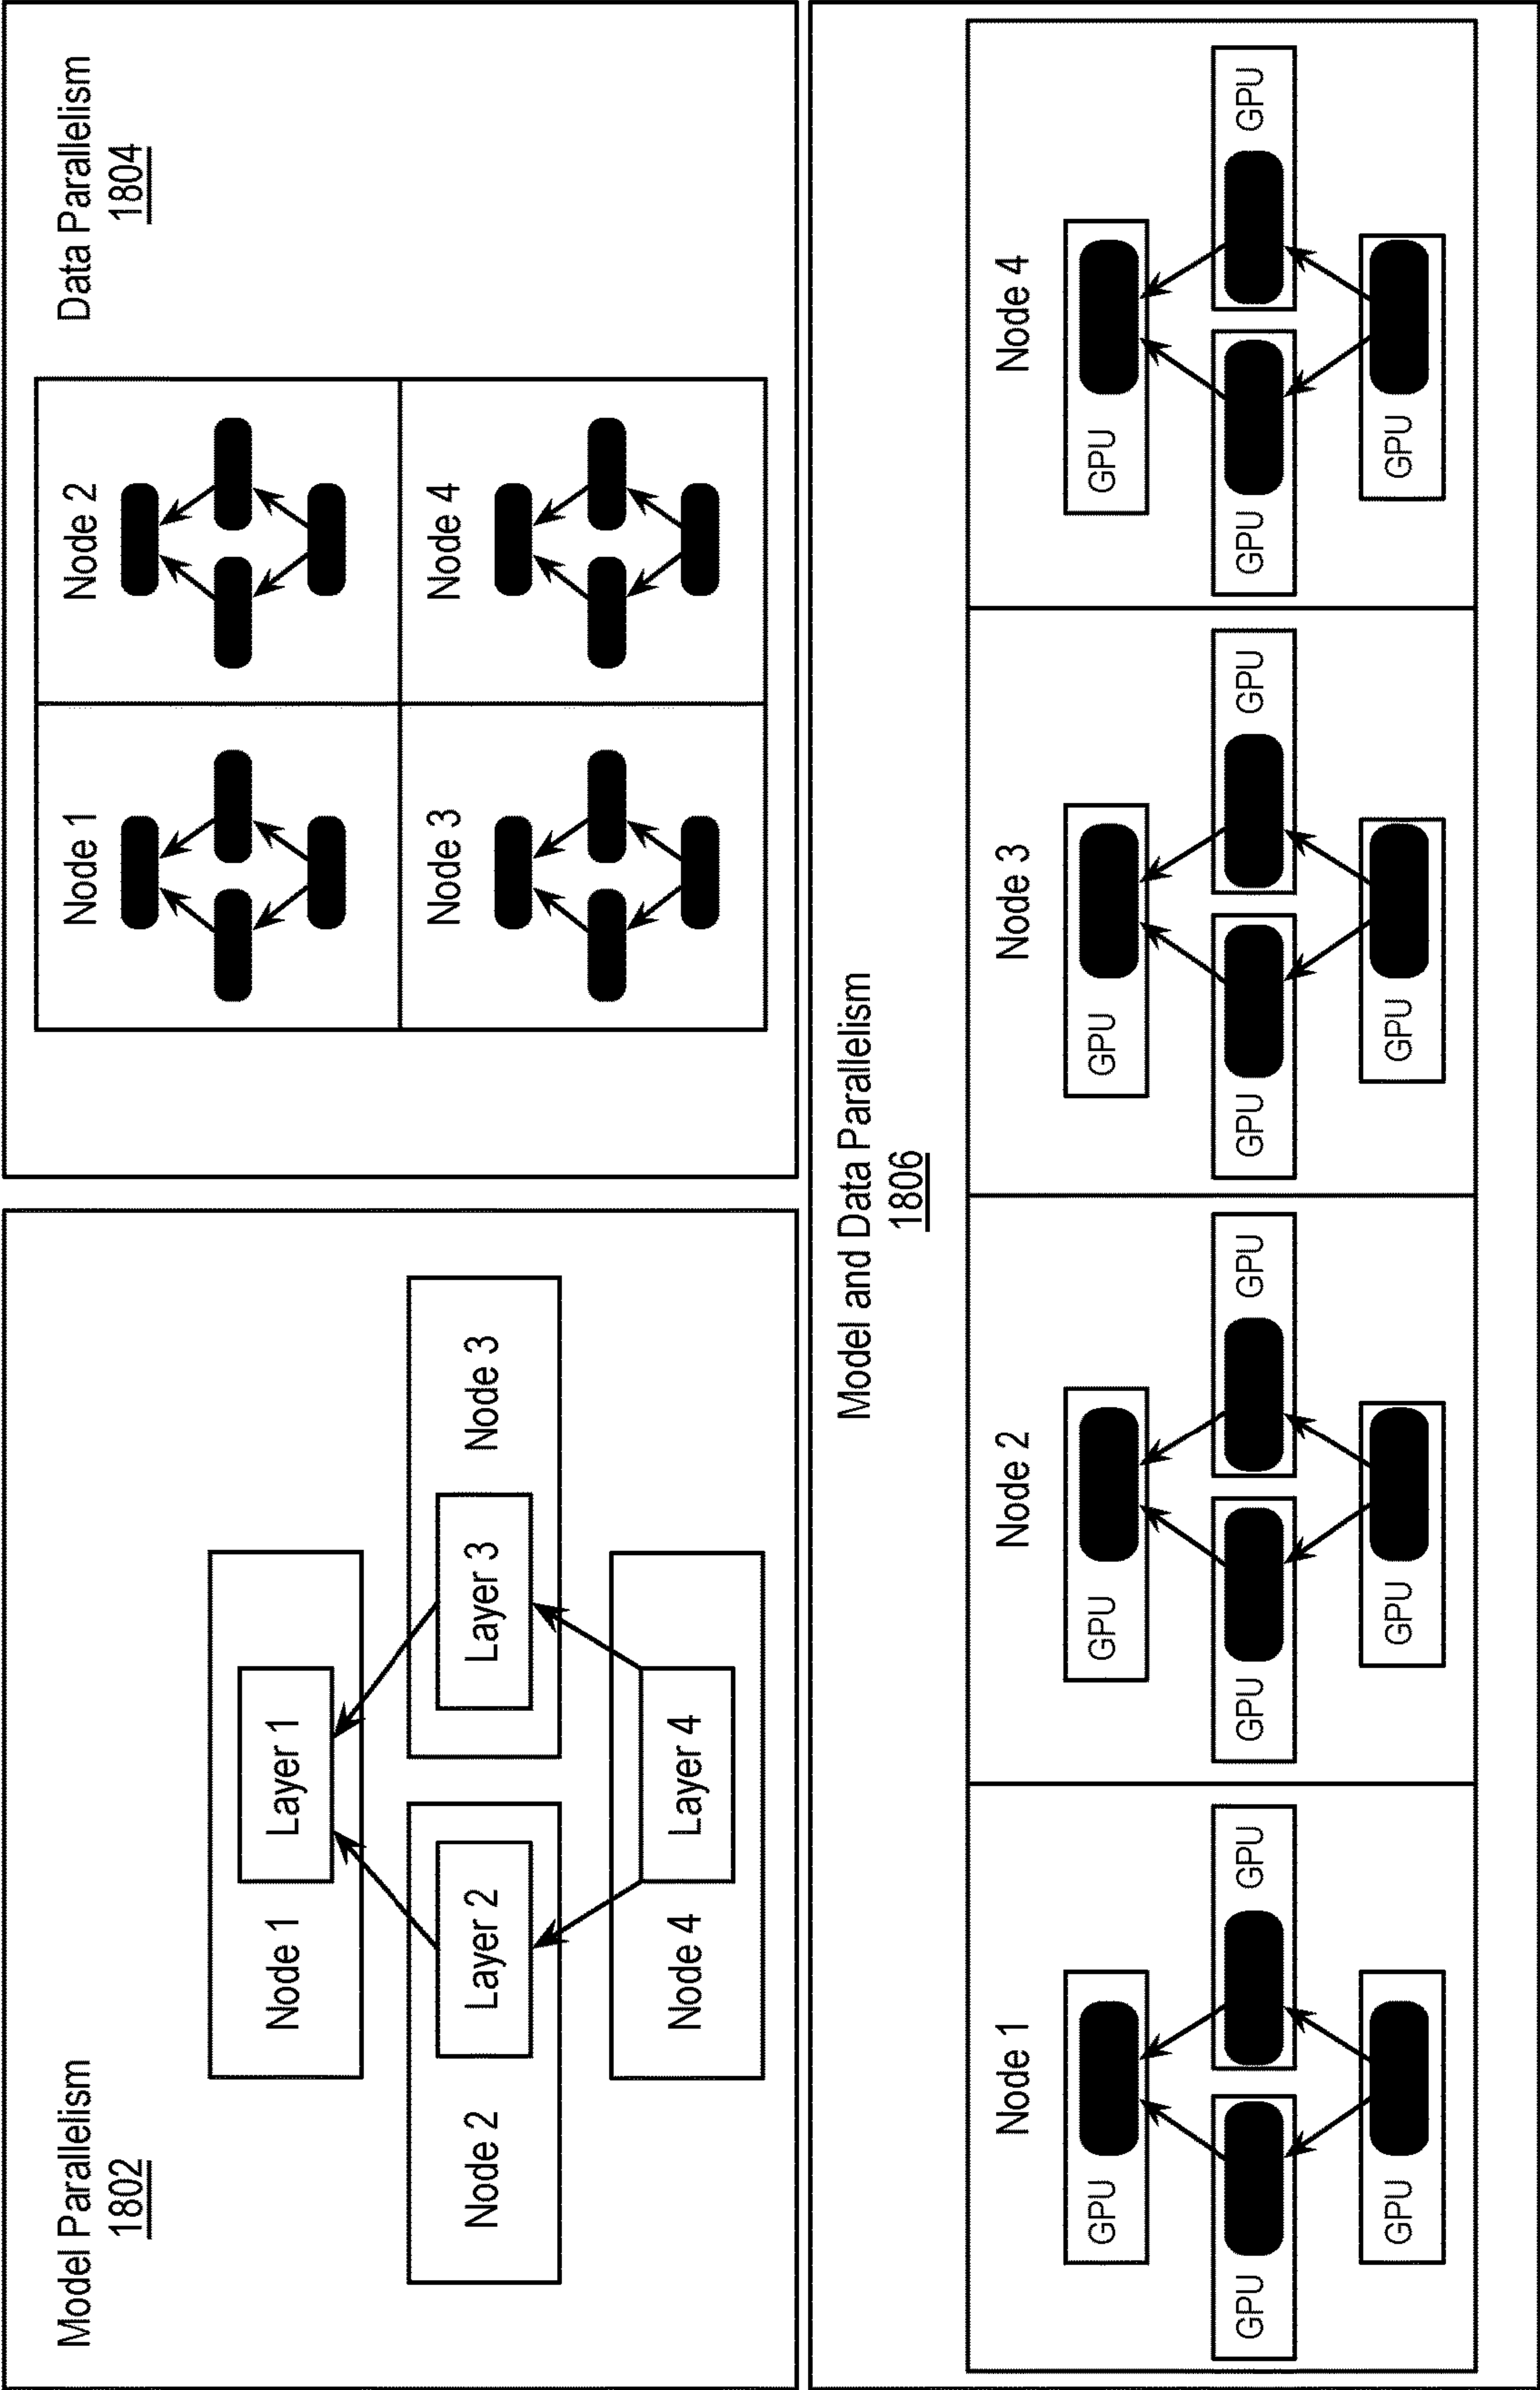 Model Parallelism
1802
Node 1
Layer 1
Node 2
Layer 2
Layer 3
Node 3
Node 4
Layer 4
Data Parallelism
1804
Node 1
Node 2
Node 3
Node 4
Model and Data Parallelism
1806
Node 1
GPU
GPU
GPU
GPU
Node 2
GPU
GPU
GPU
GPU
Node 3
GPU
GPU
GPU
GPU
Node 4
GPU
GPU
GPU
GPU